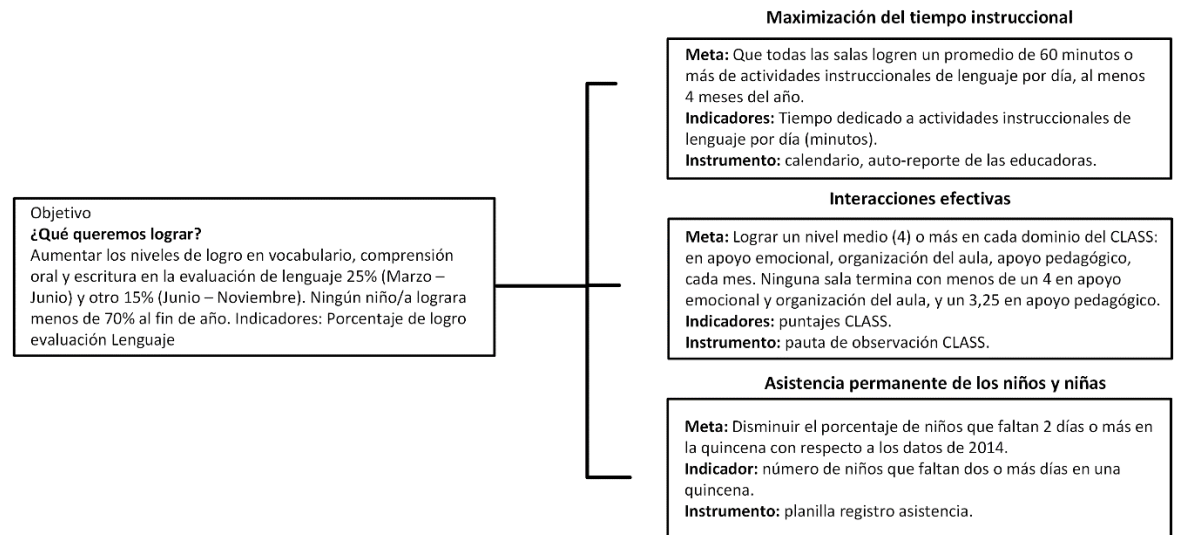 Objetivo
¿Qué queremos lograr?
Aumentar los niveles de logro en vocabulario, comprensión
oral y escritura en la evaluación de lenguaje 25% (Marzo –
Junio) y otro 15% (Junio – Noviembre). Ningún niño/a lograra
menos de 70% al fin de año. Indicadores: Porcentaje de logro
evaluación Lenguaje
Maximización del tiempo instruccional
Meta: Que todas las salas logren un promedio de 60 minutos o
más de actividades instruccionales de lenguaje por día, al menos
4 meses del año.
Indicadores: Tiempo dedicado a actividades instruccionales de
lenguaje por día (minutos).
Instrumento: calendario, auto-reporte de las educadoras.
Interacciones efectivas
Meta: Lograr un nivel medio (4) o más en cada dominio del CLASS:
en apoyo emocional, organización del aula, apoyo pedagógico,
cada mes. Ninguna sala termina con menos de un 4 en apoyo
emocional y organización del aula, y un 3,25 en apoyo pedagógico.
Indicadores: puntajes CLASS.
Instrumento: pauta de observación CLASS.
Asistencia permanente de los niños y niñas
Meta: Disminuir el porcentaje de niños que faltan 2 días o más en
la quincena con respecto a los datos de 2014.
Indicador: número de niños que faltan dos o más días en una
quincena.
Instrumento: planilla registro asistencia.